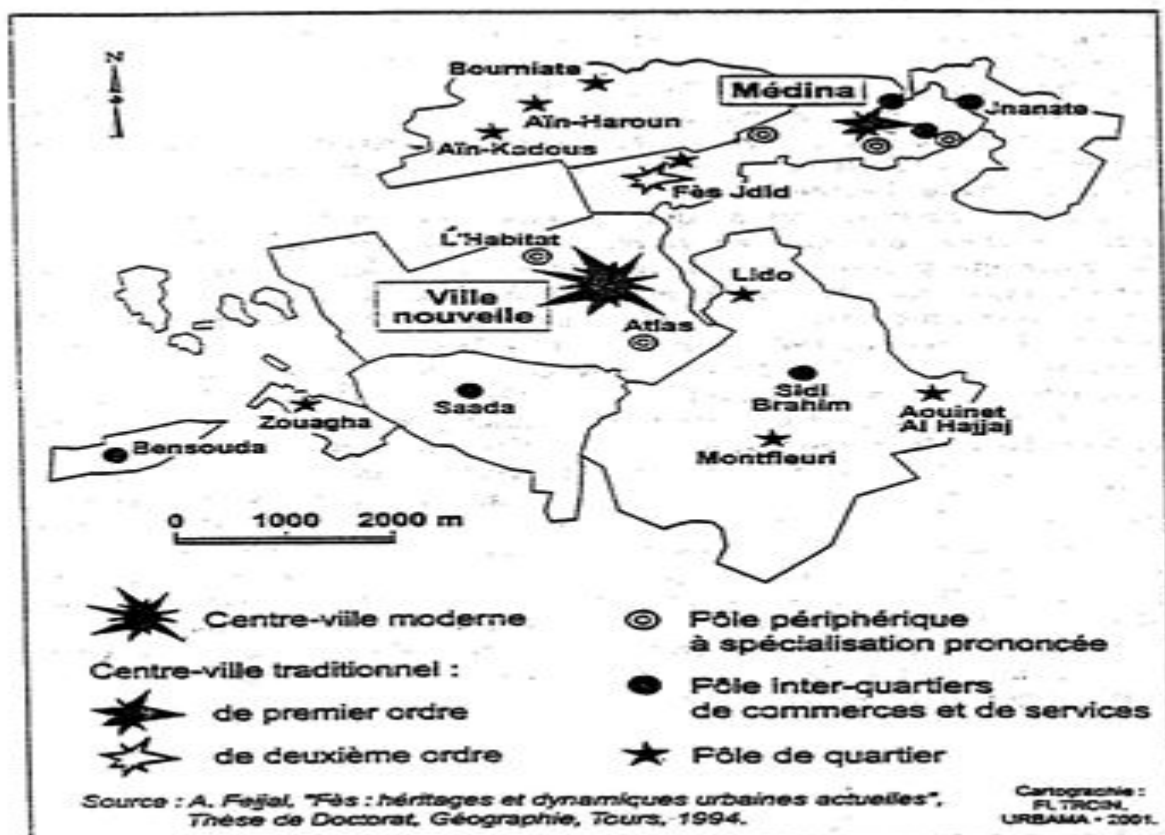 N
Boumiate
Médina
Jnanate
Aïn-Haroun
Aïn-Kadous
Fès Jdid
L'Habitat
Lido
Ville
nouvelle
Atlas
Sidi
Brahim
Saada
Zouagha
Aouinet
Al Hajjaj
Bensouda
Montfleuri
0 1000 2000 m
Centre-ville moderne
Centre-ville traditionnel :
de premier ordre
de deuxième ordre
Pôle périphérique
à spécialisation prononcée
Pôle inter-quartiers
de commerces et de services
Pôle de quartier
Source : A. Fejjal, "Fès : héritages et dynamiques urbaines actuelles",
Thèse de Doctorat, Géographie, Tours, 1994.
Cartographie :
URBAMA - 2001.